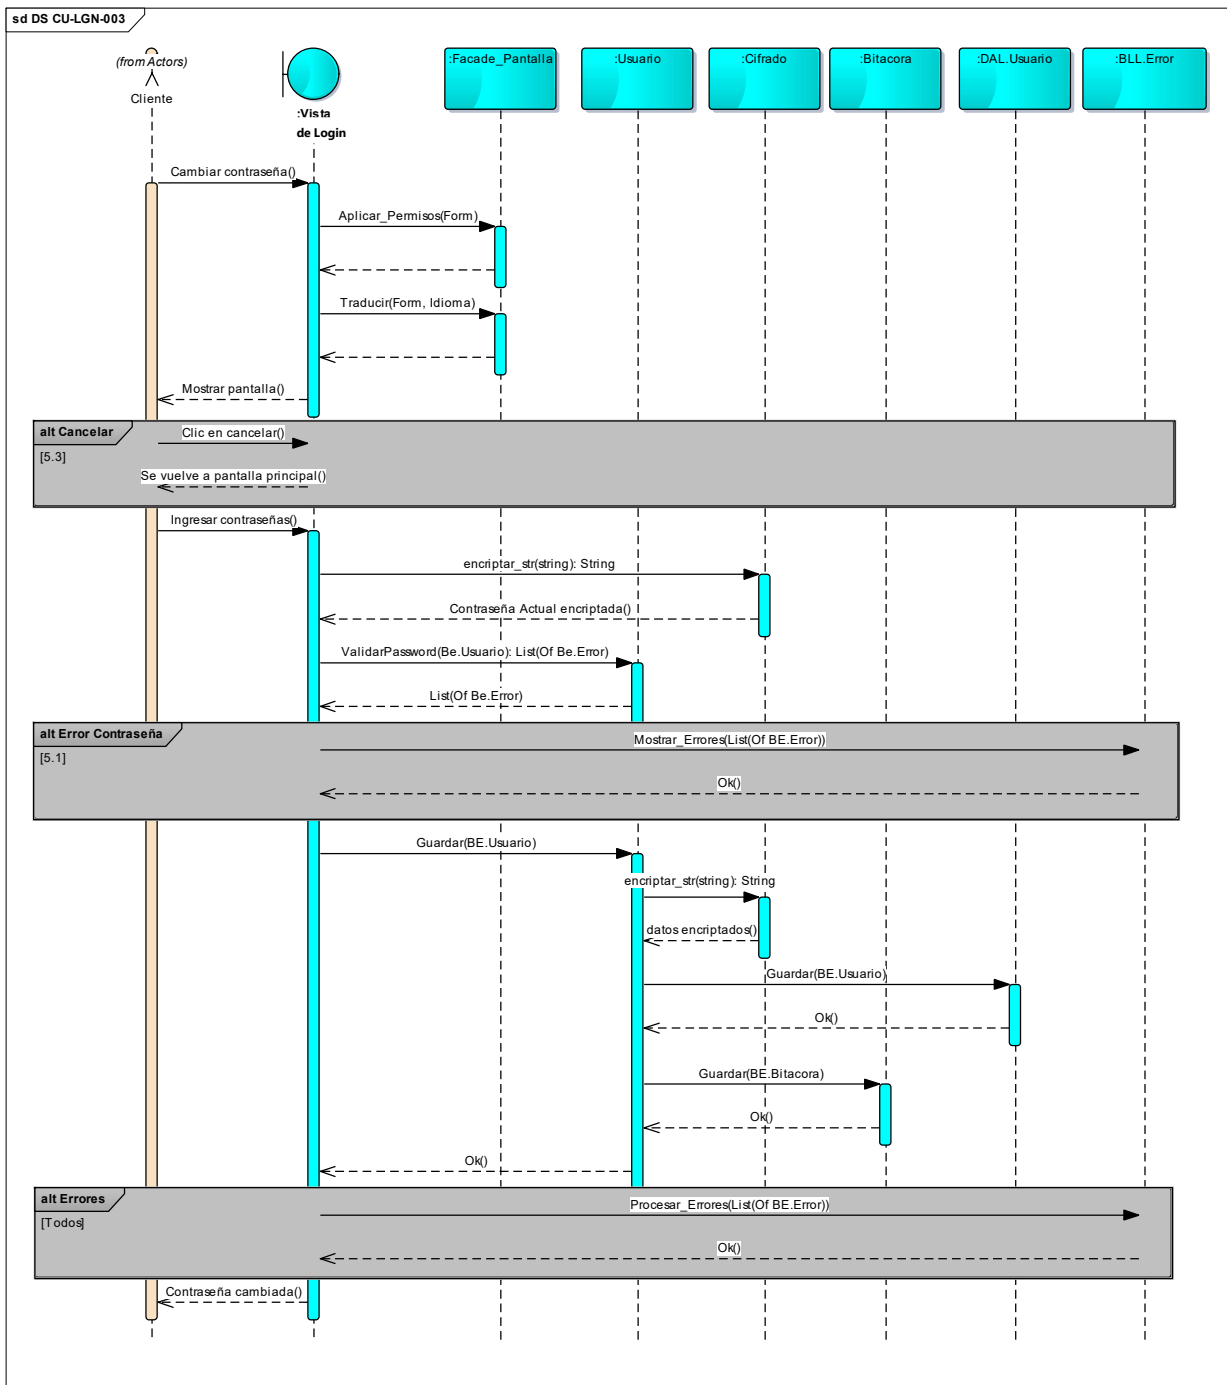 sd DS CU-LGN-003
(from Actors)
Cliente
:Vista
de Login
:Facade_Pantalla
:Usuario
:Cifrado
:Bitacora
:DAL.Usuario
:BLL.Error
Cambiar contraseña()
Aplicar_Permisos(Form)
Traducir(Form, Idioma)
Mostrar pantalla()
alt Cancelar
Clic en cancelar()
[5.3]
Se vuelve a pantalla principal()
Ingresar contraseñas()
encriptar_str(string): String
Contraseña Actual encriptada()
ValidarPassword(Be.Usuario): List(Of Be.Error)
List(Of Be.Error)
alt Error Contraseña
Mostrar_Errores(List(Of BE.Error))
[5.1]
Ok()
Guardar(BE.Usuario)
encriptar_str(string): String
datos encriptados()
Guardar(BE.Usuario)
Ok()
Guardar(BE.Bitacora)
Ok()
Ok()
alt Errores
Procesar_Errores(List(Of BE.Error))
[Todos]
Ok()
Contraseña cambiada()